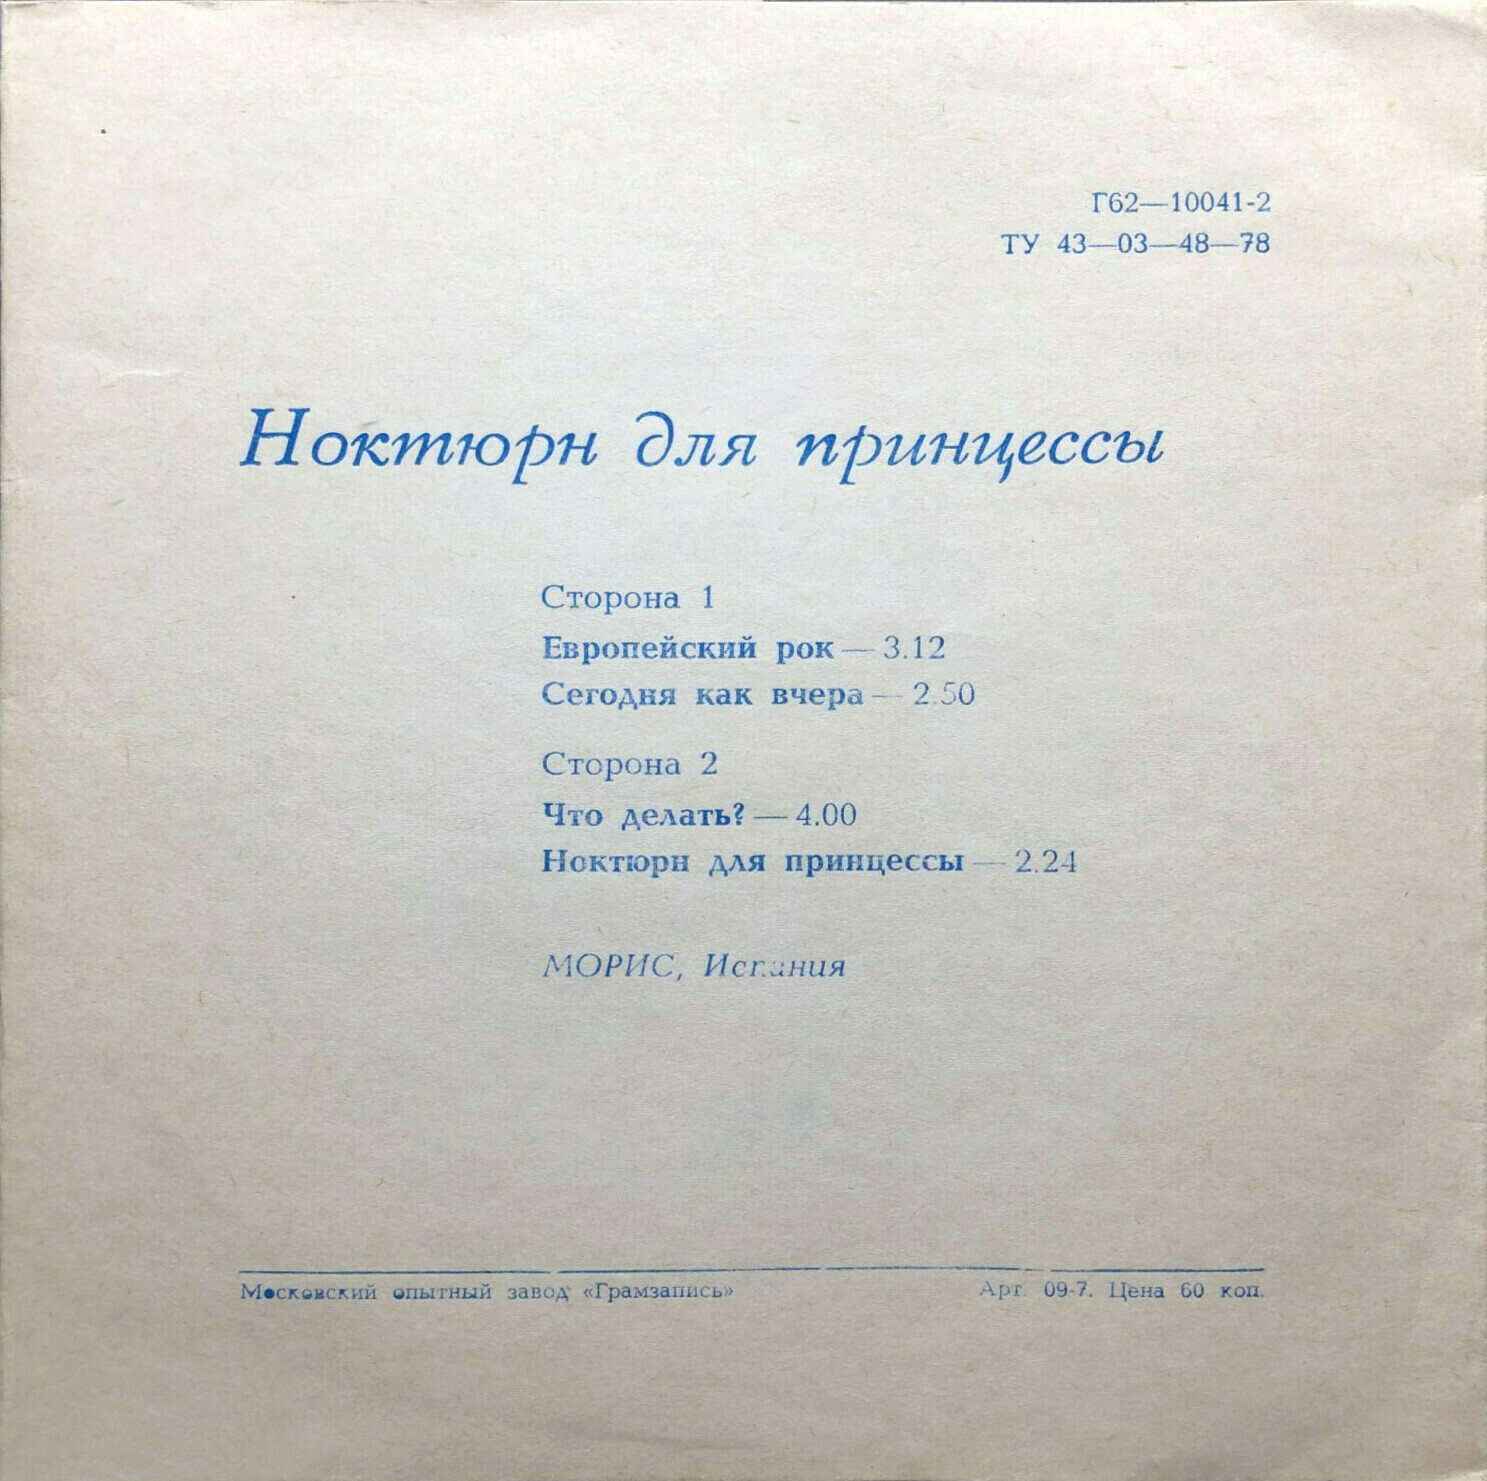 Г62—10041-2
ТУ 43—03—48—78
Ноктюрн для принцессы
Сторона 1
Европейский рок — 3.12
Сегодня как вчера — 2.50
Сторона 2
Что делать? — 4.00
Ноктюрн для принцессы — 2.24
МОРИС, Испания
Московский опытный завод «Грамзапись»
Арт. 09-7. Цена 60 коп.